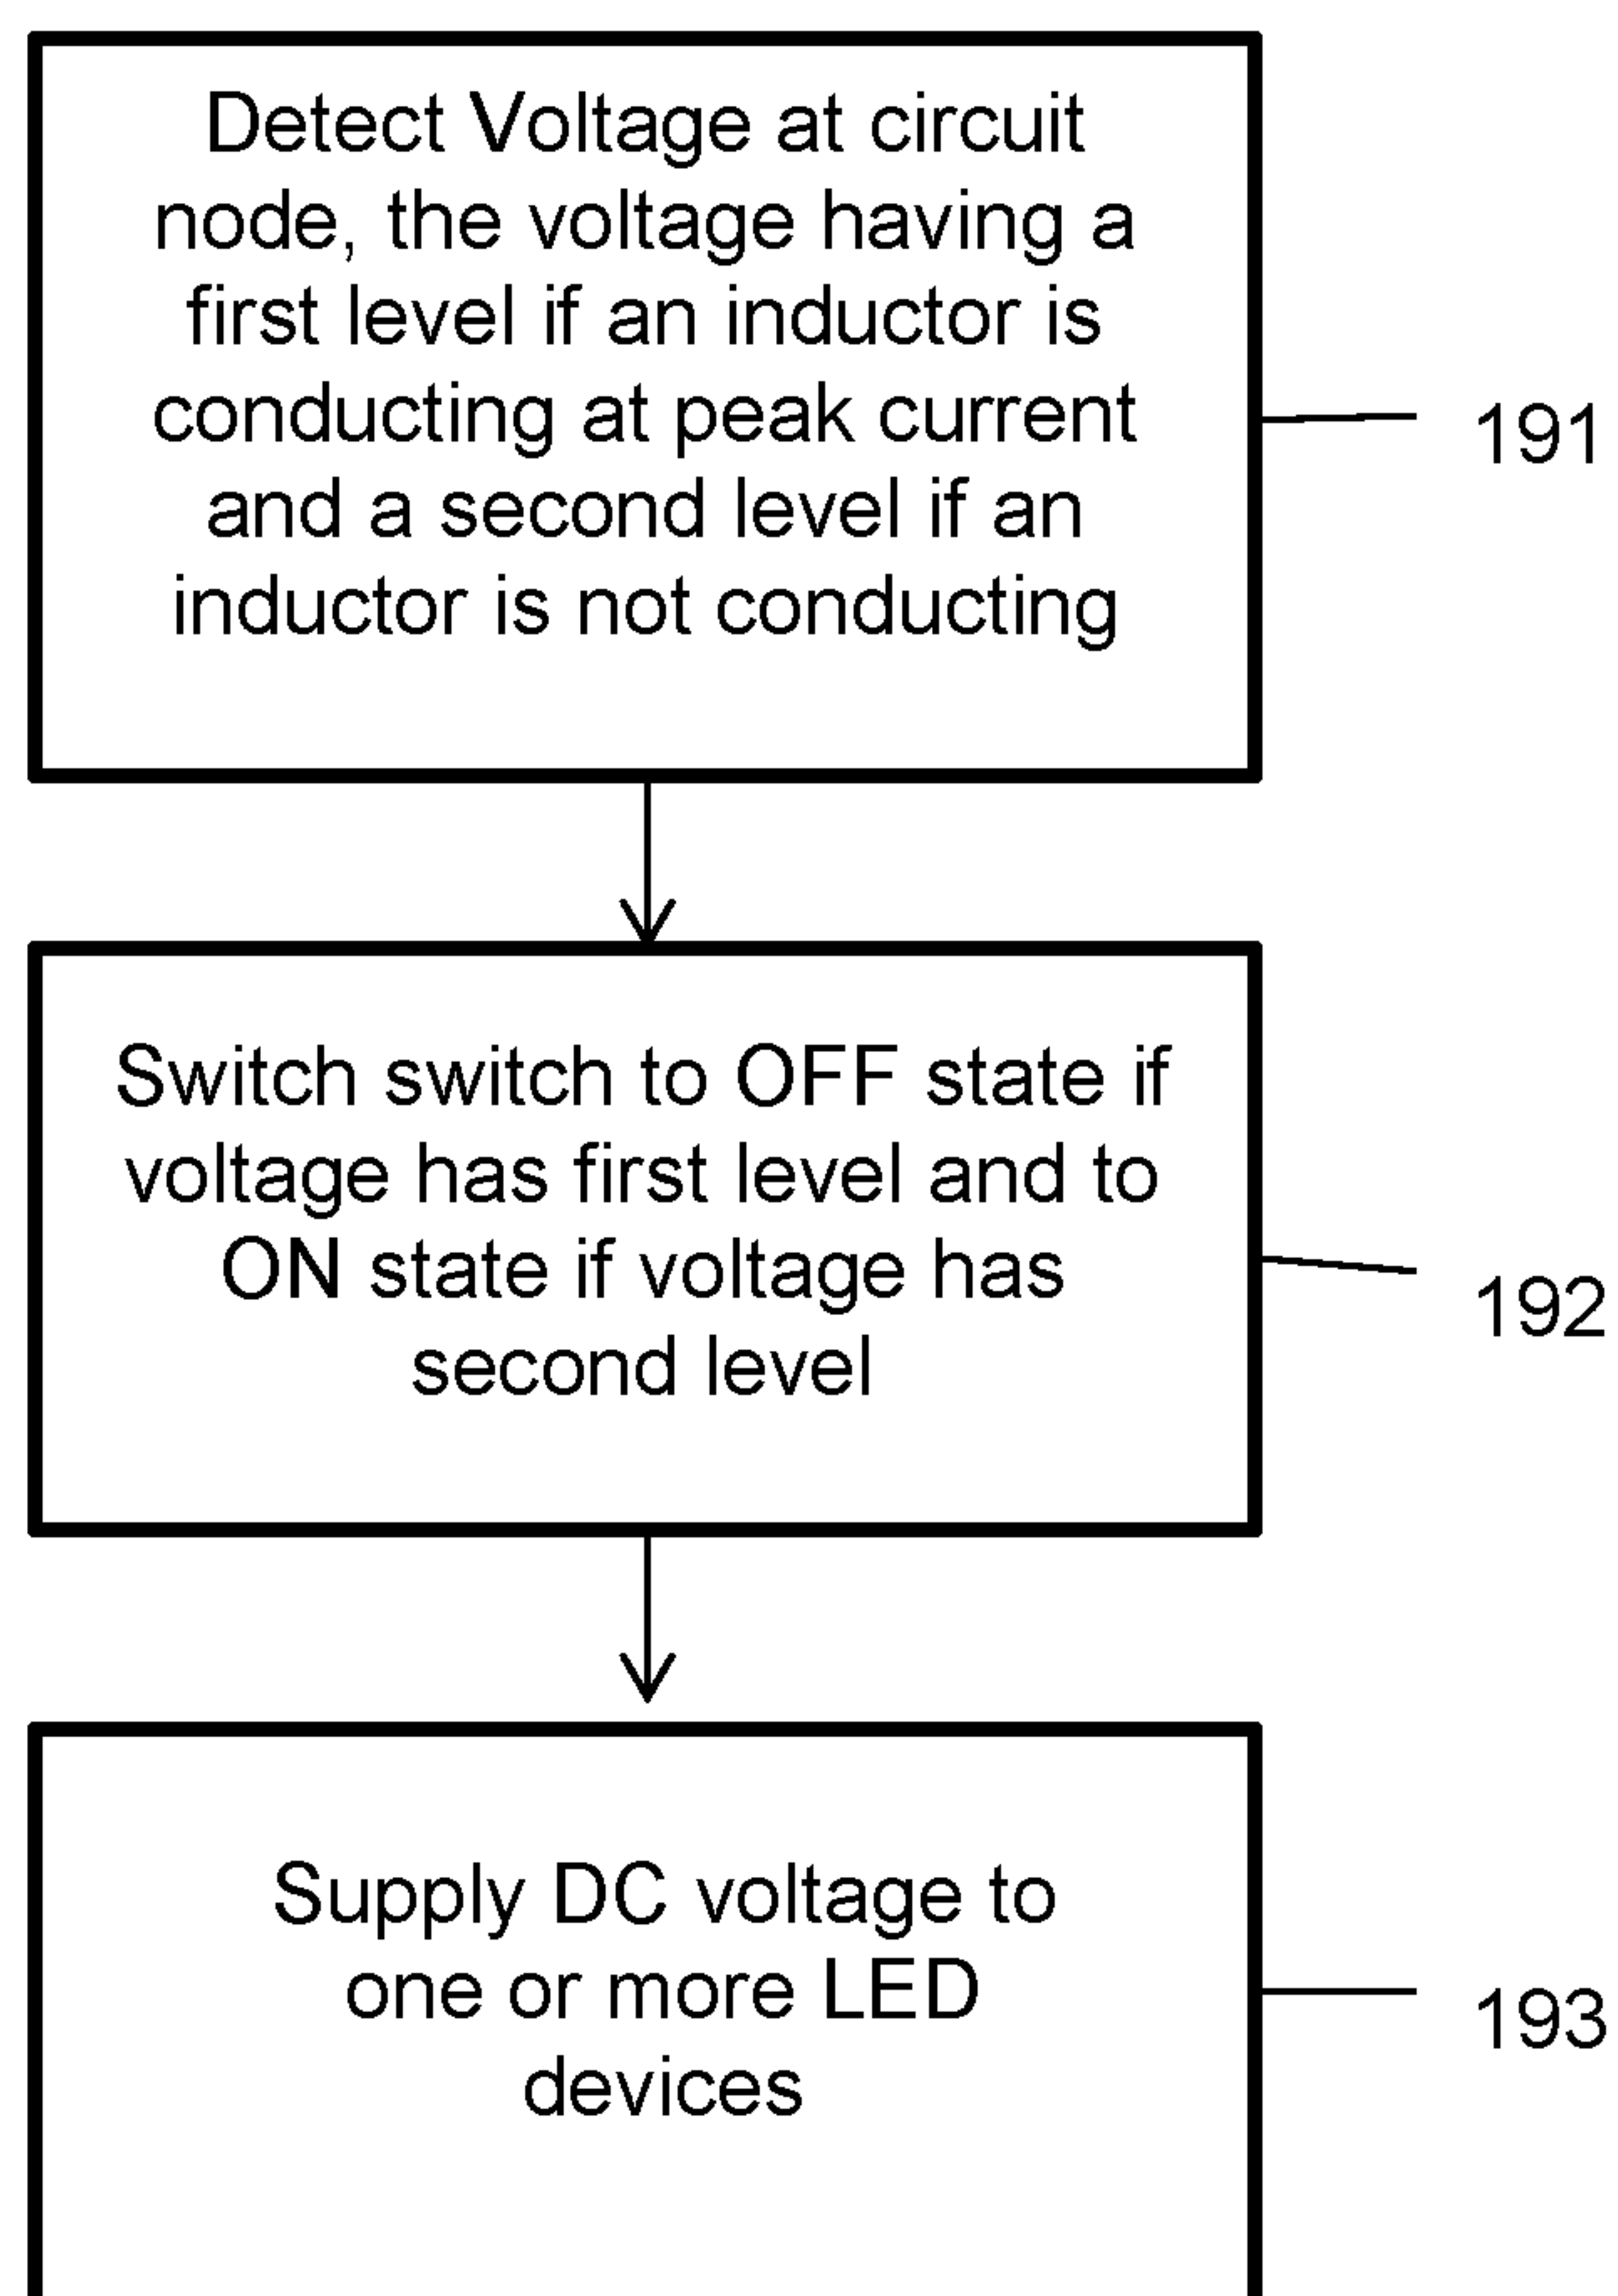 Detect Voltage at circuit
node, the voltage having a
first level if an inductor is
conducting at peak current
and a second level if an
inductor is not conducting
191
Switch switch to OFF state if
voltage has first level and to
ON state if voltage has
second level
192
Supply DC voltage to
one or more LED
devices
193